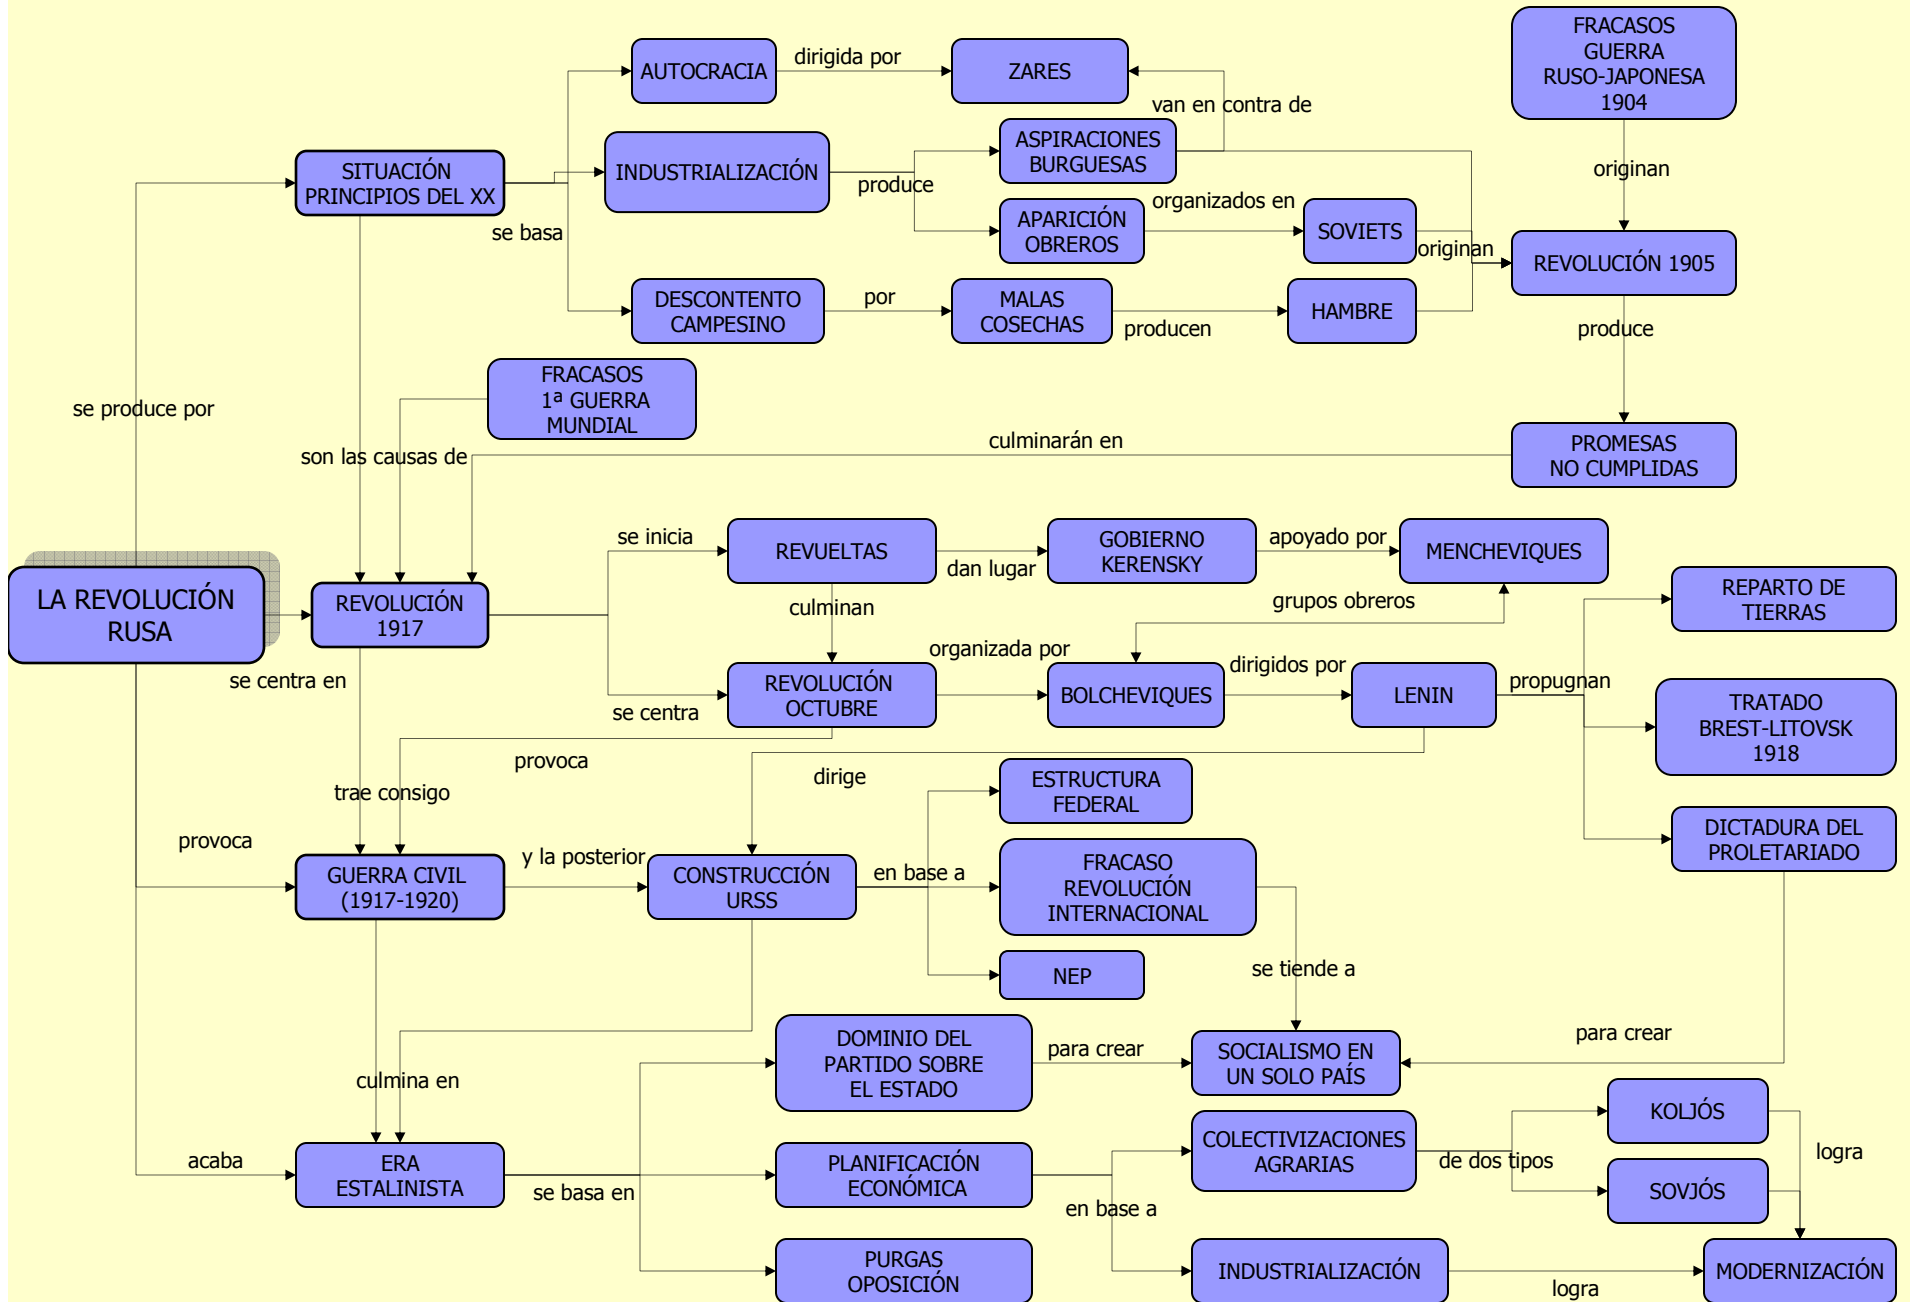 FRACASOS
GUERRA
RUSO-JAPONESA
1904
AUTOCRACIA
dirigida por
ZARES
van en contra de
SITUACIÓN
PRINCIPIOS DEL XX
INDUSTRIALIZACIÓN
produce
ASPIRACIONES
BURGUESAS
originan
se basa
APARICIÓN
OBREROS
organizados en
SOVIETS
originan
REVOLUCIÓN 1905
DESCONTENTO
CAMPESINO
por
MALAS
COSECHAS
producen
HAMBRE
produce
FRACASOS
1ª GUERRA
MUNDIAL
se produce por
son las causas de
culminarán en
PROMESAS
NO CUMPLIDAS
LA REVOLUCIÓN
RUSA
REVOLUCIÓN
1917
se inicia
REVUELTAS
dan lugar
GOBIERNO
KERENSKY
apoyado por
MENCHEVIQUES
culminan
grupos obreros
REPARTO DE
TIERRAS
se centra en
se centra
REVOLUCIÓN
OCTUBRE
organizada por
BOLCHEVIQUES
dirigidos por
LENIN
propugnan
TRATADO
BREST-LITOVSK
1918
provoca
trae consigo
dirige
ESTRUCTURA
FEDERAL
DICTADURA DEL
PROLETARIADO
provoca
GUERRA CIVIL
(1917-1920)
y la posterior
CONSTRUCCIÓN
URSS
en base a
FRACASO
REVOLUCIÓN
INTERNACIONAL
NEP
se tiende a
DOMINIO DEL
PARTIDO SOBRE
EL ESTADO
para crear
SOCIALISMO EN
UN SOLO PAÍS
para crear
culmina en
acaba
ERA
ESTALINISTA
se basa en
PLANIFICACIÓN
ECONÓMICA
en base a
COLECTIVIZACIONES
AGRARIAS
de dos tipos
KOLJÓS
SOVJÓS
logra
PURGAS
OPOSICIÓN
INDUSTRIALIZACIÓN
logra
MODERNIZACIÓN